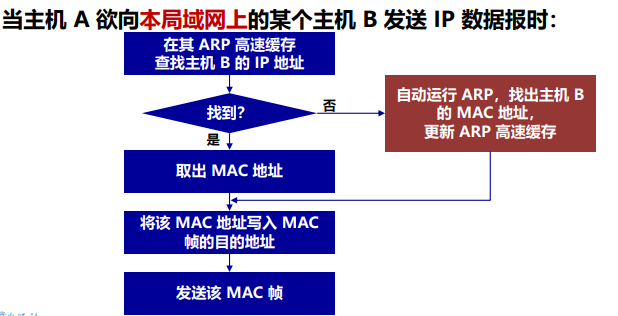 当主机 A 欲向本局域网上的某个主机 B 发送 IP 数据报时：
在其 ARP 高速缓存
查找主机 B 的 IP 地址
找到？
否
自动运行 ARP，找出主机 B
的 MAC 地址，
更新 ARP 高速缓存
是
取出 MAC 地址
将该 MAC 地址写入 MAC
帧的目的地址
发送该 MAC 帧